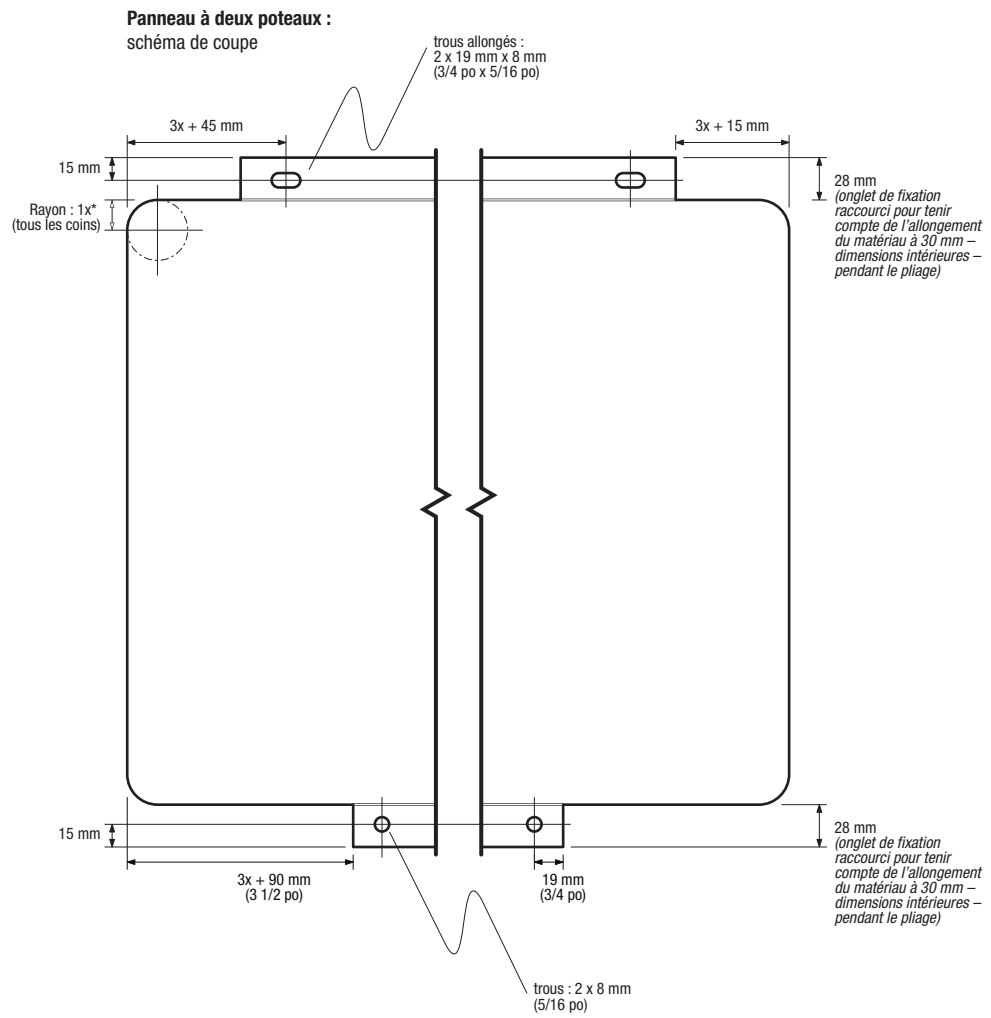 Panneau à deux poteaux :
schéma de coupe
trous allongés :
2 x 19 mm x 8 mm
(3/4 po x 5/16 po)
3x + 45 mm
3x + 15 mm
15 mm
28 mm
(onglet de fixation
raccourci pour tenir
compte de l'allongement
du matériau à 30 mm –
dimensions intérieures –
pendant le pliage)
Rayon : 1x*
(tous les coins)
15 mm
28 mm
(onglet de fixation
raccourci pour tenir
compte de l'allongement
du matériau à 30 mm –
dimensions intérieures –
pendant le pliage)
3x + 90 mm
(3 1/2 po)
19 mm
(3/4 po)
trous : 2 x 8 mm
(5/16 po)